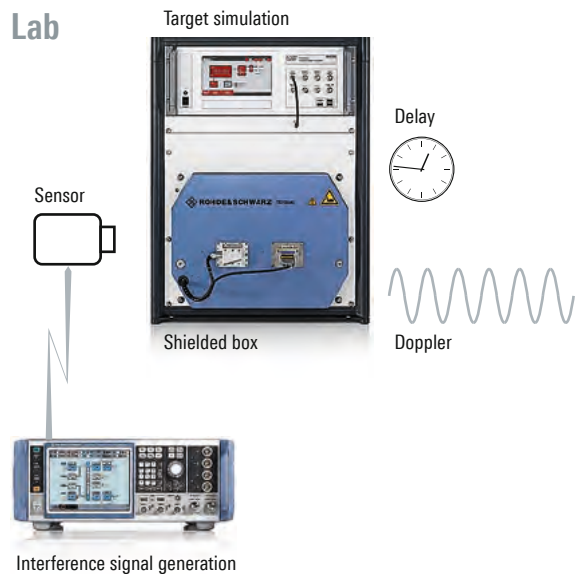 Lab
Target simulation
Delay
Sensor
ROHDE&SCHWARZ
Shielded box
Doppler
Interference signal generation